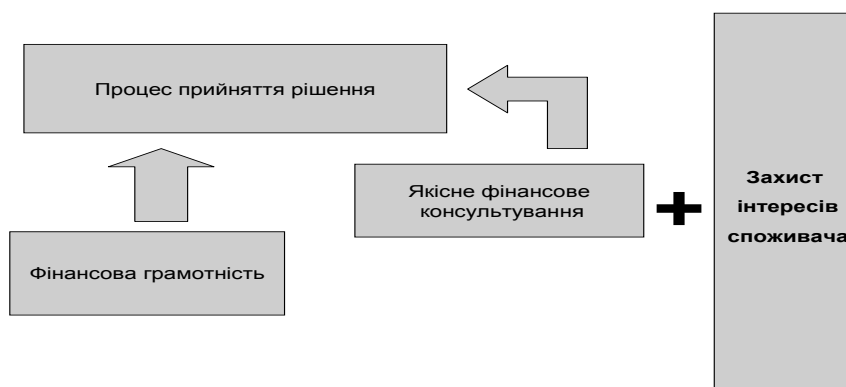 Процес прийняття рішення
Якісне фінансове
консультування
Захист
інтересів
споживача
Фінансова грамотність